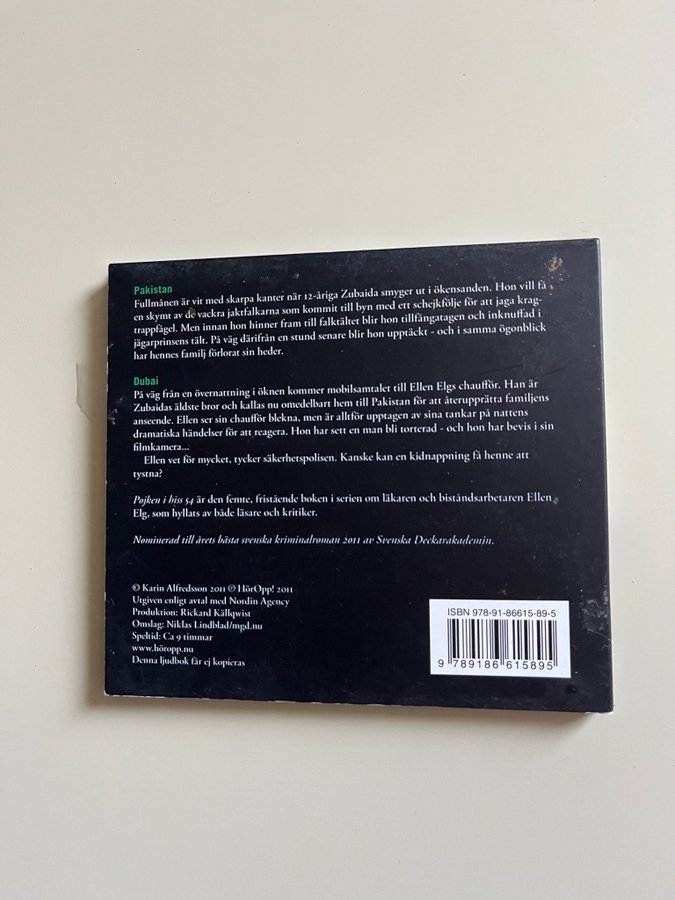 Pakistan
Fullmånen är vit med skarpa kanter när 12-åriga Zubaida smyger ut i ökensanden. Hon vill få
en skymt av de vackra jaktfalkarna som kommit till byn med ett schejkfölje för att jaga krag-
trappfågel. Men innan hon hinner fram till falktältet blir hon tillfångatagen och inknuffad i
jägarprinsens tält. På väg därifrån en stund senare blir hon upptäckt - och i samma ögonblick
har hennes familj förlorat sin heder.
Dubai
På väg från en övernattning i öknen kommer mobilsamtalet till Ellen Elgs chaufför. Han är
Zubaidas äldste bror och kallas nu omedelbart hem till Pakistan för att återupprätta familjens
anseende. Ellen ser sin chaufför blekna, men är alltför upptagen av sina tankar på nattens
dramatiska händelser för att reagera. Hon har sett en man bli torterad - och hon har bevis i sin
filmkamera...
Ellen vet för mycket, tycker säkerhetspolisen. Kanske kan en kidnappning få henne att
tystna?
Pojken i hiss 54 är den femte, fristående boken i serien om läkaren och biståndsarbetaren Ellen
Elg, som hyllats av både läsare och kritiker.
Nominerad till årets bästa svenska kriminalroman 2011 av Svenska Deckarakademin.
© Karin Alfredsson 2011 ℗ HörOpp! 2011
Utgiven enligt avtal med Nordin Agency
Produktion: Rickard Källqvist
Omslag: Niklas Lindblad/mgd.nu
Speltid: Ca 9 timmar
www.höropp.nu
Denna ljudbok får ej kopieras
ISBN 978-91-86615-89-5
9 789186 615895